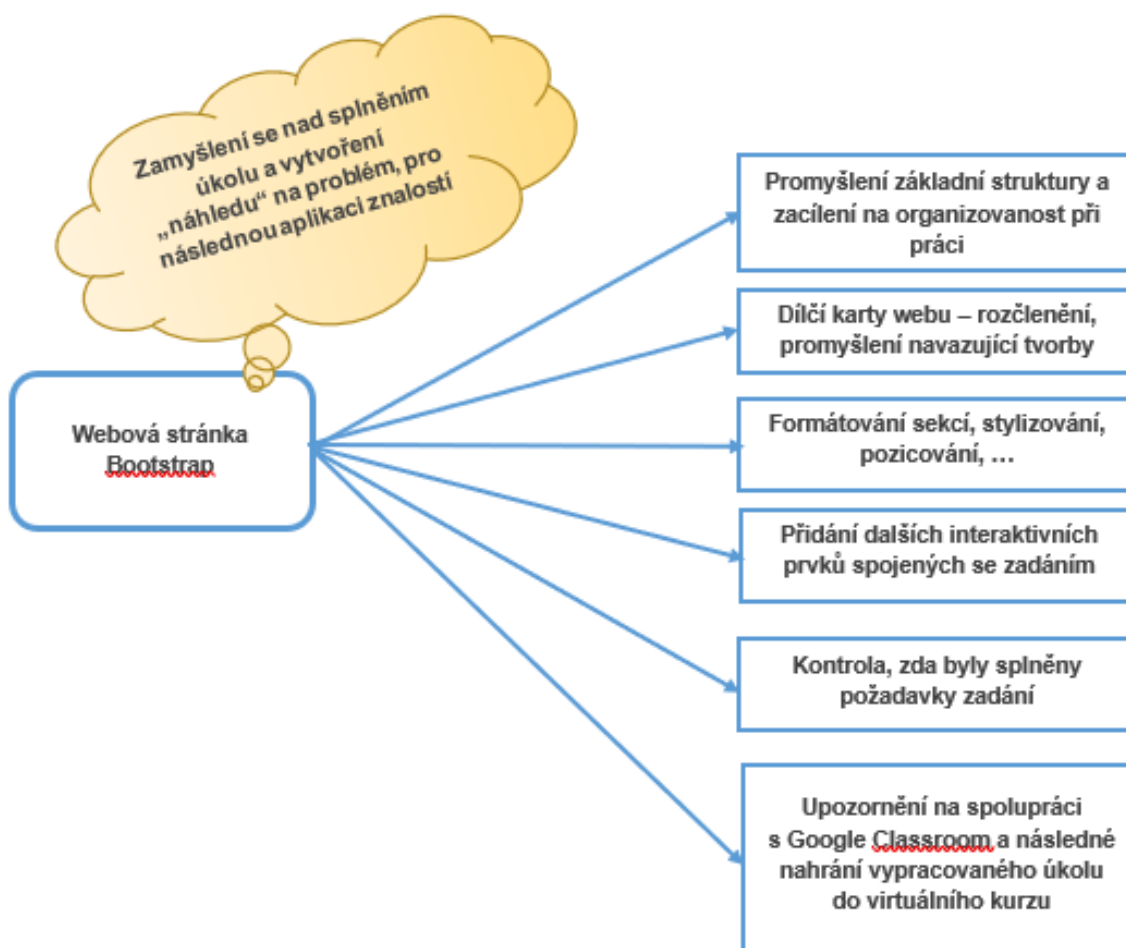 Zamyšlení se nad splněním
úkolu a vytvoření
„náhledu“ na problém, pro
následnou aplikaci znalostí
Webová stránka
Bootstrap
Promyšlení základní struktury a
zacílení na organizovanost při
práci
Dílčí karty webu – rozčlenění,
promyšlení navazující tvorby
Formátování sekcí, stylizování,
pozicování, …
Přidání dalších interaktivních
prvků spojených se zadáním
Kontrola, zda byly splněny
požadavky zadání
Upozornění na spolupráci
s Google Classroom a následné
nahrání vypracovaného úkolu
do virtuálního kurzu